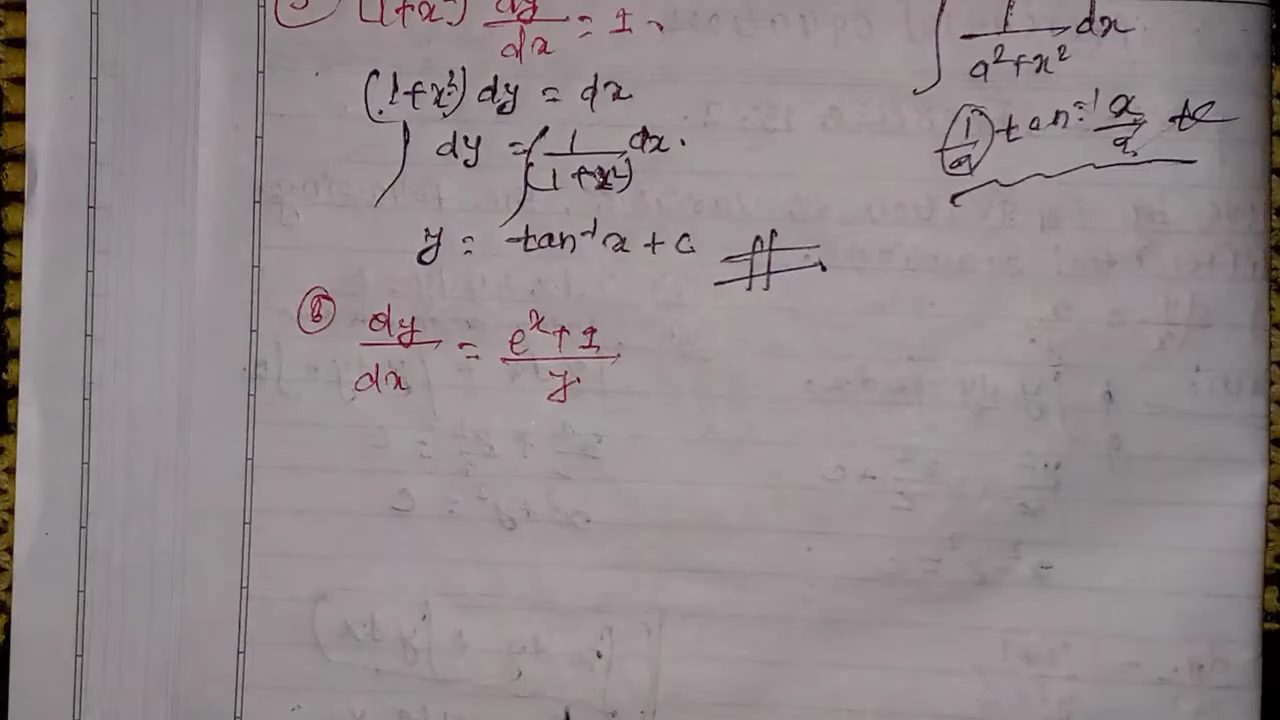 (1+x²) dy/dx = 1.
(1+x²) dy = dx
∫ dy = ∫ 1/(1+x²) dx.
y = tan⁻¹x + c
∫ 1/(a²+x²) dx
1/a tan⁻¹ x/a + c
⑧ dy/dx = (eˣ+1)/y